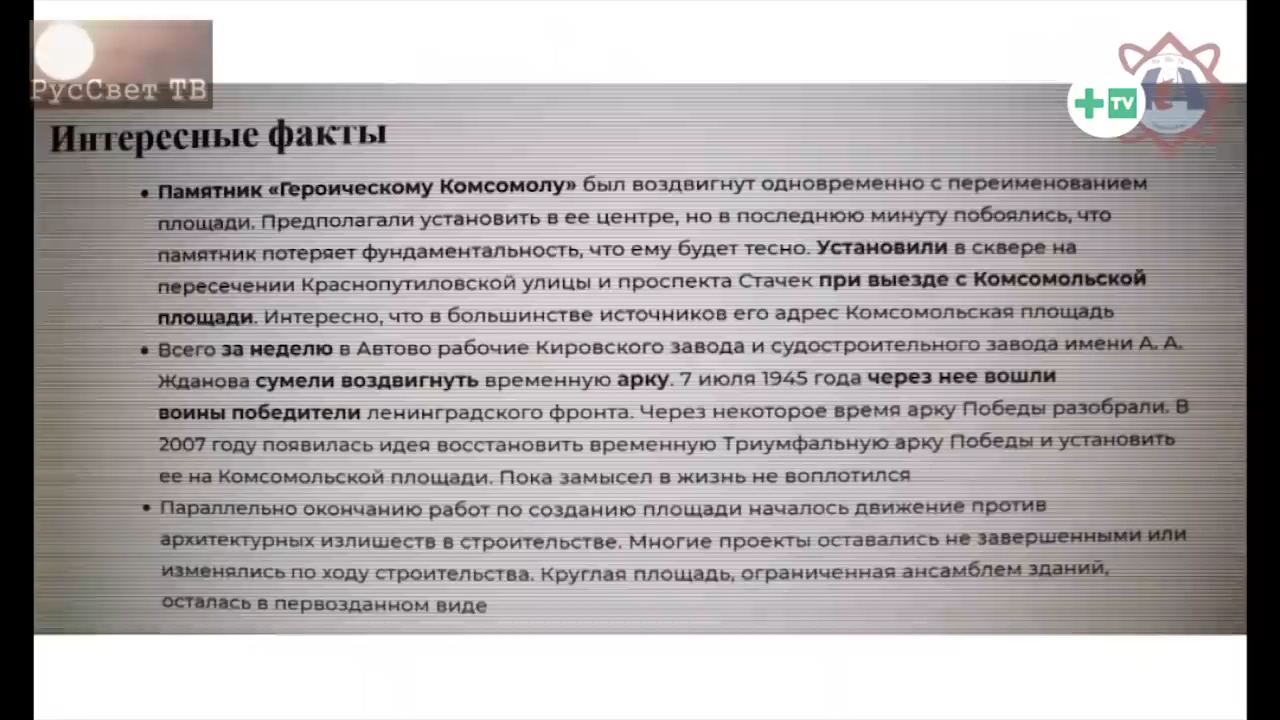 РусСвет ТВ
TV
Интересные факты
• Памятник «Героическому Комсомолу» был воздвигнут одновременно с переименованием
площади. Предполагали установить в ее центре, но в последнюю минуту побоялись, что
памятник потеряет фундаментальность, что ему будет тесно. Установили в сквере на
пересечении Краснопутиловской улицы и проспекта Стачек при выезде с Комсомольской
площади. Интересно, что в большинстве источников его адрес Комсомольская площадь
• Всего за неделю в Автово рабочие Кировского завода и судостроительного завода имени А. А.
Жданова сумели воздвигнуть временную арку. 7 июля 1945 года через нее вошли
воины победители ленинградского фронта. Через некоторое время арку Победы разобрали. В
2007 году появилась идея восстановить временную Триумфальную арку Победы и установить
ее на Комсомольской площади. Пока замысел в жизнь не воплотился
• Параллельно окончанию работ по созданию площади началось движение против
архитектурных излишеств в строительстве. Многие проекты оставались не завершенными или
изменялись по ходу строительства. Круглая площадь, ограниченная ансамблем зданий,
осталась в первозданном виде